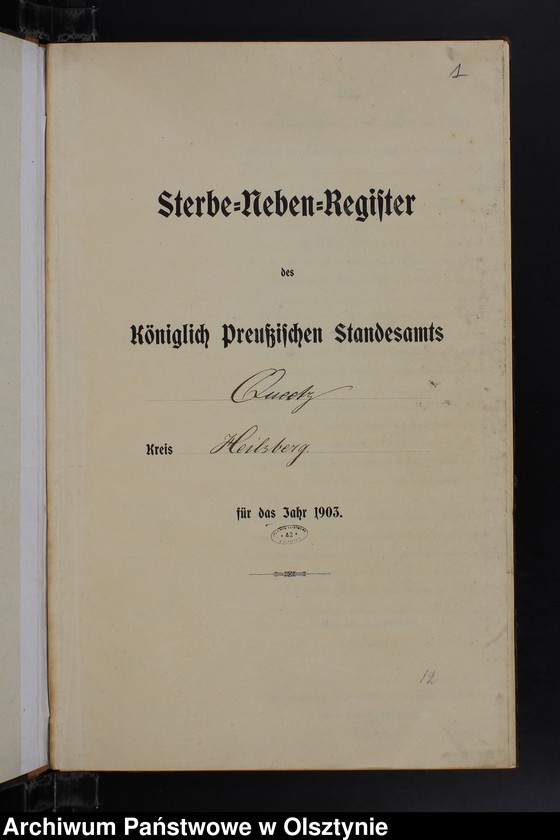 1
Sterbe=Neben=Register
des
Königlich Preußischen Standesamts
Queetz
Kreis Heilsberg.
für das Jahr 1903.
* 42 *
12
Archiwum Państwowe w Olsztynie